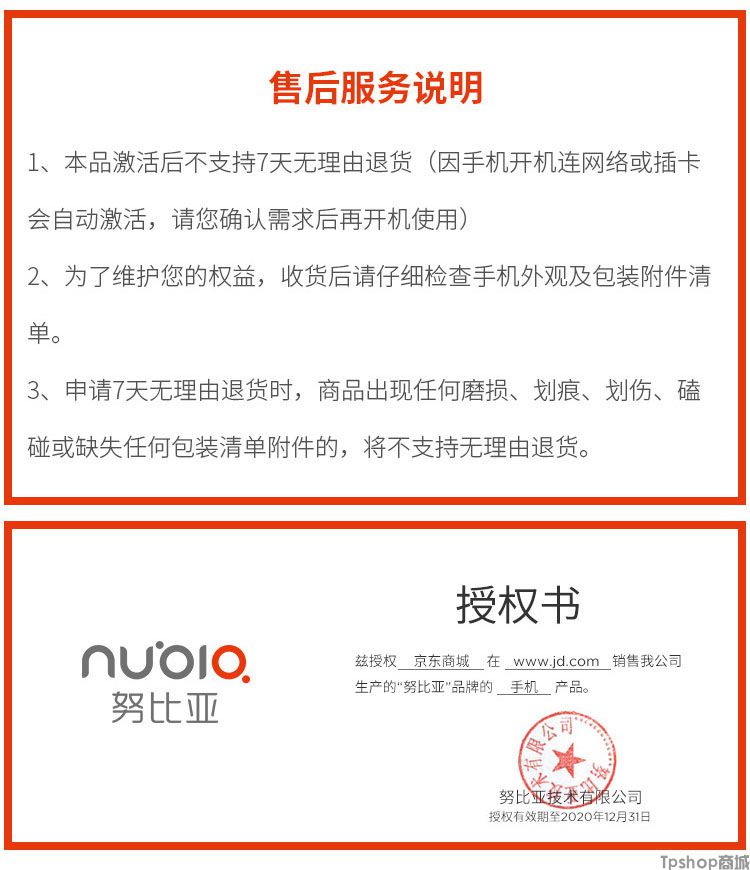 售后服务说明
1、本品激活后不支持7天无理由退货（因手机开机连网络或插卡
会自动激活，请您确认需求后再开机使用）
2、为了维护您的权益，收货后请仔细检查手机外观及包装附件清
单。
3、申请7天无理由退货时，商品出现任何磨损、划痕、划伤、磕
碰或缺失任何包装清单附件的，将不支持无理由退货。
nubia
努比亚
授权书
兹授权 京东商城 在 www.jd.com 销售我公司
生产的“努比亚”品牌的 手机 产品。
努比亚技术有限公司
努比亚技术有限公司
授权有效期至2020年12月31日
Tpshop商城